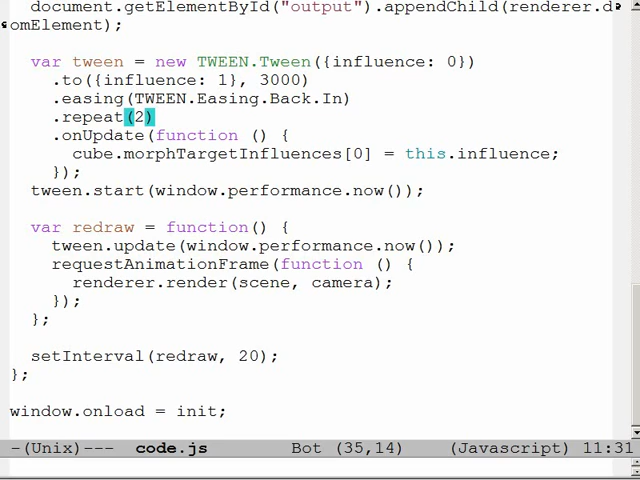 document.getElementById("output").appendChild(renderer.d
omElement);
var tween = new TWEEN.Tween({influence: 0})
.to({influence: 1}, 3000)
.easing(TWEEN.Easing.Back.In)
.repeat(2)
.onUpdate(function () {
cube.morphTargetInfluences[0] = this.influence;
});
tween.start(window.performance.now());
var redraw = function() {
tween.update(window.performance.now());
requestAnimationFrame(function () {
renderer.render(scene, camera);
});
};
setInterval(redraw, 20);
};
window.onload = init;
-(Unix)--- code.js Bot (35,14) (Javascript) 11:31